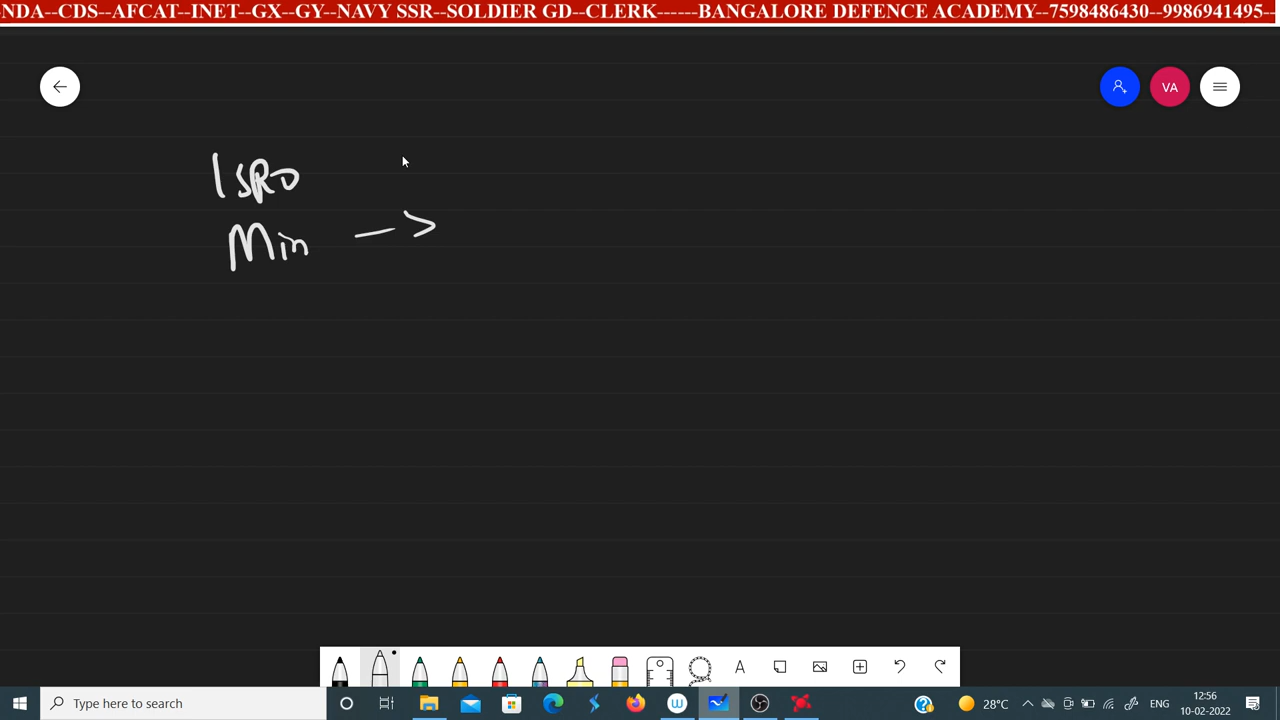 NDA--CDS--AFCAT--INET--GX--GY--NAVY SSR--SOLDIER GD--CLERK------BANGALORE DEFENCE ACADEMY--7598486430--9986941495--
VA
ISRO
Min -->
A
Type here to search
28°C
ENG
12:56
10-02-2022